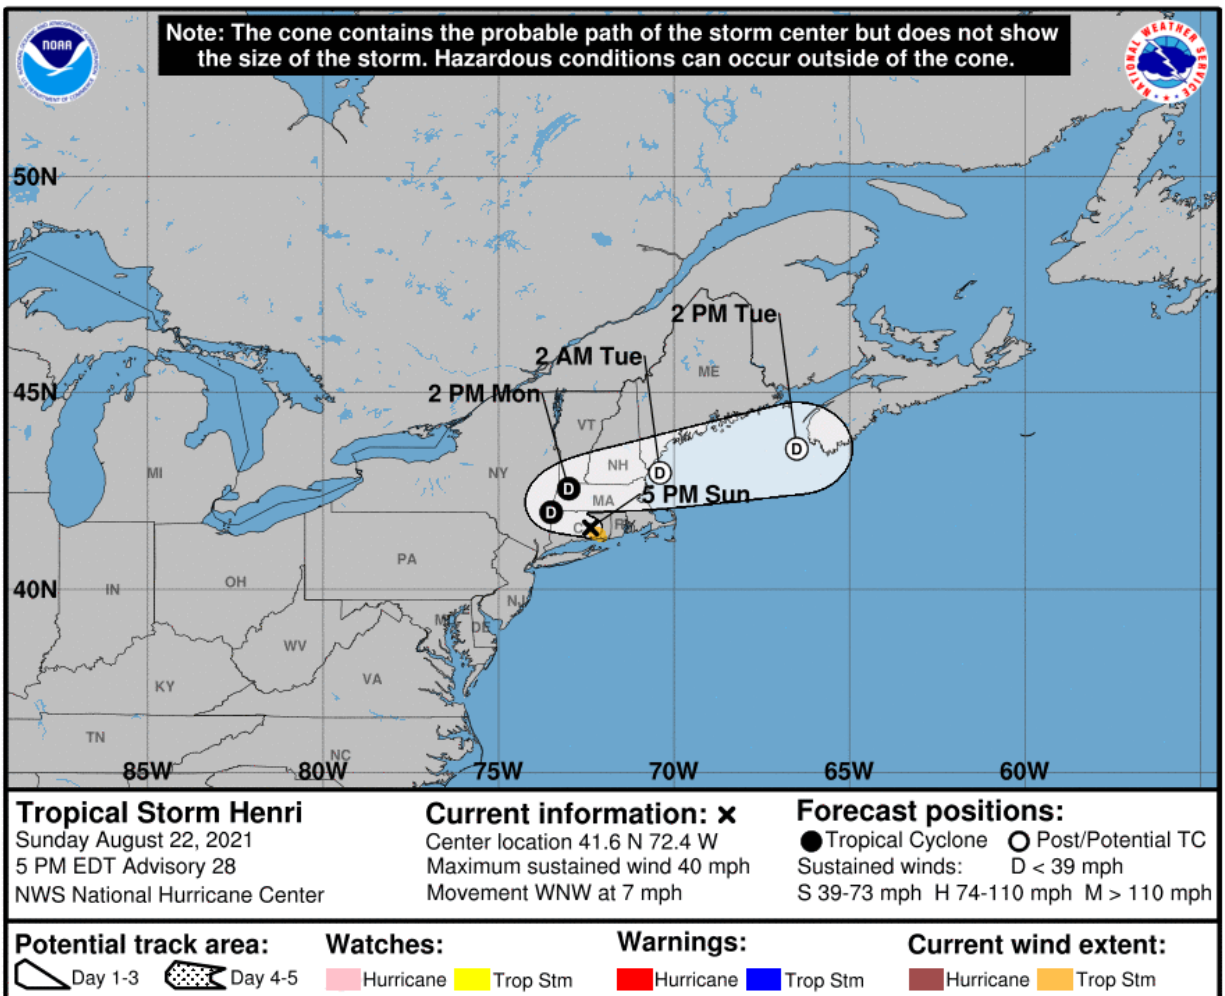 Note: The cone contains the probable path of the storm center but does not show
the size of the storm. Hazardous conditions can occur outside of the cone.
NOAA
NATIONAL WEATHER SERVICE
50N
2 PM Tue
2 AM Tue
45N
ME
2 PM Mon
VT
MI
NY
NH
D
D
D
MA
5 PM Sun
D
C
R
PA
40N
IN
OH
NJ
M
DE
WV
KY
VA
TN
NC
85W
80W
75W
70W
65W
60W
Tropical Storm Henri
Sunday August 22, 2021
5 PM EDT Advisory 28
NWS National Hurricane Center
Current information: ×
Center location 41.6 N 72.4 W
Maximum sustained wind 40 mph
Movement WNW at 7 mph
Forecast positions:
Tropical Cyclone Post/Potential TC
Sustained winds: D < 39 mph
S 39-73 mph H 74-110 mph M > 110 mph
Potential track area:
Day 1-3 Day 4-5
Watches:
Hurricane Trop Stm
Warnings:
Hurricane Trop Stm
Current wind extent:
Hurricane Trop Stm